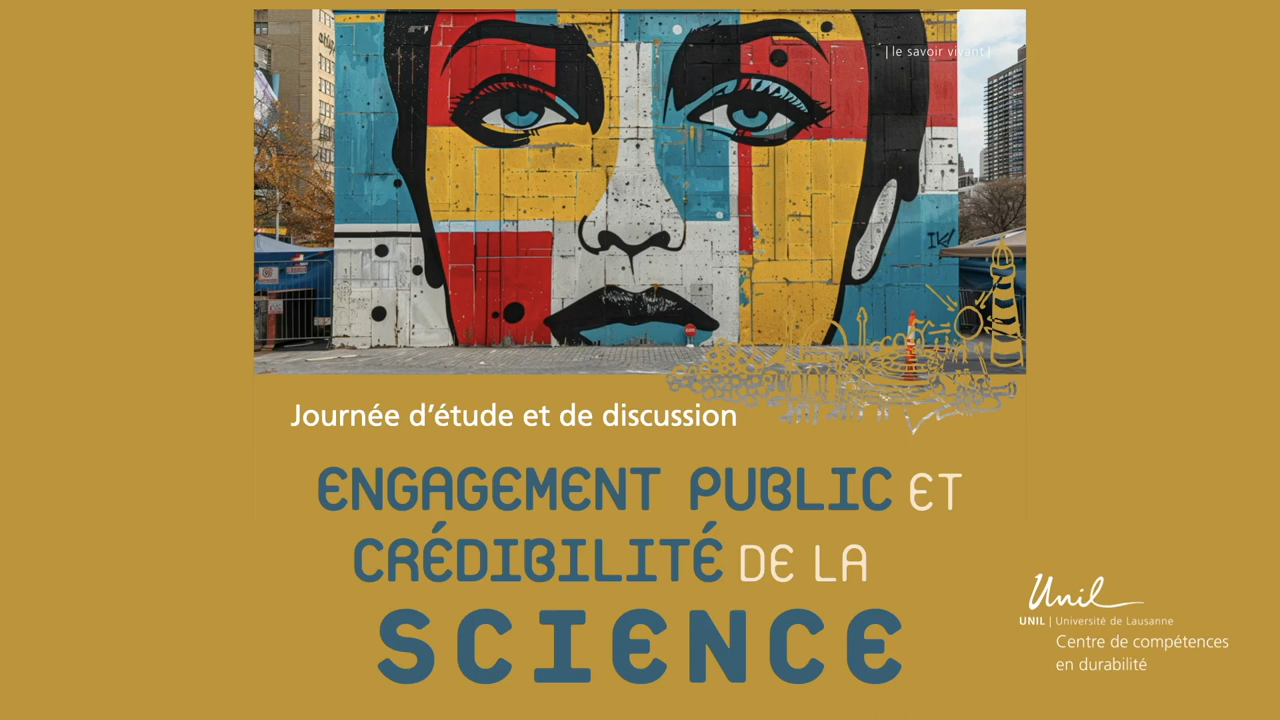 | le savoir vivant |
Journée d’étude et de discussion
ENGAGEMENT PUBLIC ET
CRÉDIBILITÉ DE LA
SCIENCE
Unil
UNIL | Université de Lausanne
Centre de compétences
en durabilité